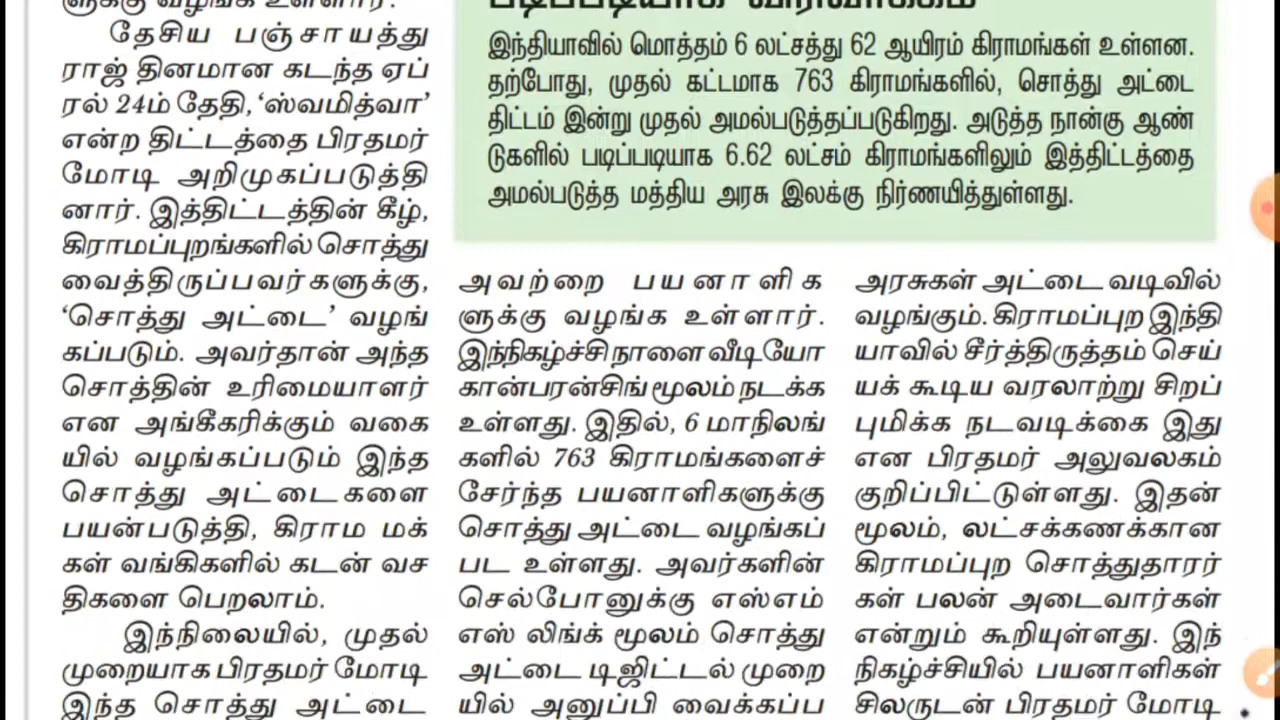 ளுக்கு வழங்க உள்ளார்.
தேசிய பஞ்சாயத்து
ராஜ் தினமான கடந்த ஏப்
ரல் 24ம் தேதி, ‘ஸ்வமித்வா’
என்ற திட்டத்தை பிரதமர்
மோடி அறிமுகப்படுத்தி
னார். இத்திட்டத்தின் கீழ்,
கிராமப்புறங்களில் சொத்து
வைத்திருப்பவர்களுக்கு,
‘சொத்து அட்டை’ வழங்
கப்படும். அவர்தான் அந்த
சொத்தின் உரிமையாளர்
என அங்கீகரிக்கும் வகை
யில் வழங்கப்படும் இந்த
சொத்து அட்டைகளை
பயன்படுத்தி, கிராம மக்
கள் வங்கிகளில் கடன் வச
திகளை பெறலாம்.
இந்நிலையில், முதல்
முறையாக பிரதமர் மோடி
இந்த சொத்து அட்டை
படிப்படியாக விரிவாக்கம்
இந்தியாவில் மொத்தம் 6 லட்சத்து 62 ஆயிரம் கிராமங்கள் உள்ளன.
தற்போது, முதல் கட்டமாக 763 கிராமங்களில், சொத்து அட்டை
திட்டம் இன்று முதல் அமல்படுத்தப்படுகிறது. அடுத்த நான்கு ஆண்
டுகளில் படிப்படியாக 6.62 லட்சம் கிராமங்களிலும் இத்திட்டத்தை
அமல்படுத்த மத்திய அரசு இலக்கு நிர்ணயித்துள்ளது.
அவற்றை பயனாளிக
ளுக்கு வழங்க உள்ளார்.
இந்நிகழ்ச்சி நாளை வீடியோ
கான்பரன்சிங் மூலம் நடக்க
உள்ளது. இதில், 6 மாநிலங்
களில் 763 கிராமங்களைச்
சேர்ந்த பயனாளிகளுக்கு
சொத்து அட்டை வழங்கப்
பட உள்ளது. அவர்களின்
செல்போனுக்கு எஸ்எம்
எஸ் லிங்க் மூலம் சொத்து
அட்டை டிஜிட்டல் முறை
யில் அனுப்பி வைக்கப்ப
அரசுகள் அட்டை வடிவில்
வழங்கும். கிராமப்புற இந்தி
யாவில் சீர்த்திருத்தம் செய்
யக் கூடிய வரலாற்று சிறப்
புமிக்க நடவடிக்கை இது
என பிரதமர் அலுவலகம்
குறிப்பிட்டுள்ளது. இதன்
மூலம், லட்சக்கணக்கான
கிராமப்புற சொத்துதாரர்
கள் பலன் அடைவார்கள்
என்றும் கூறியுள்ளது. இந்
நிகழ்ச்சியில் பயனாளிகள்
சிலருடன் பிரதமர் மோடி